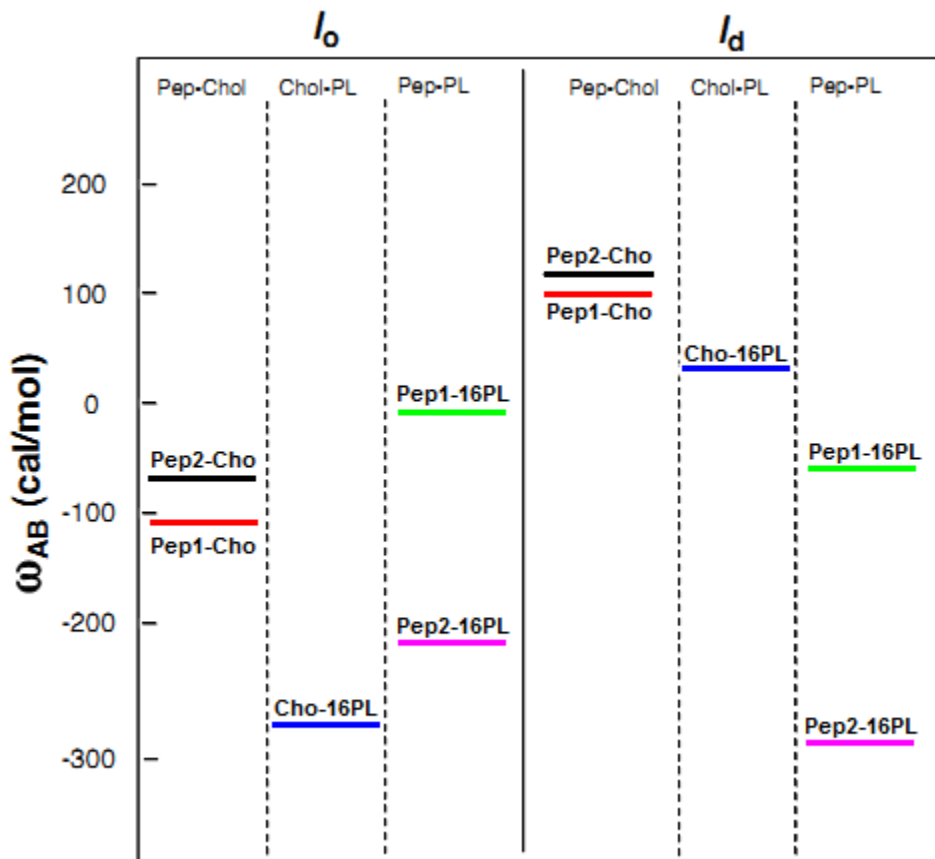 lo
ld
Pep-Chol
Chol-PL
Pep-PL
Pep-Chol
Chol-PL
Pep-PL
200
100
0
-100
-200
-300
ωAB (cal/mol)
Pep2-Cho
Pep1-Cho
Cho-16PL
Pep1-16PL
Pep2-16PL
Pep2-Cho
Pep1-Cho
Cho-16PL
Pep1-16PL
Pep2-16PL